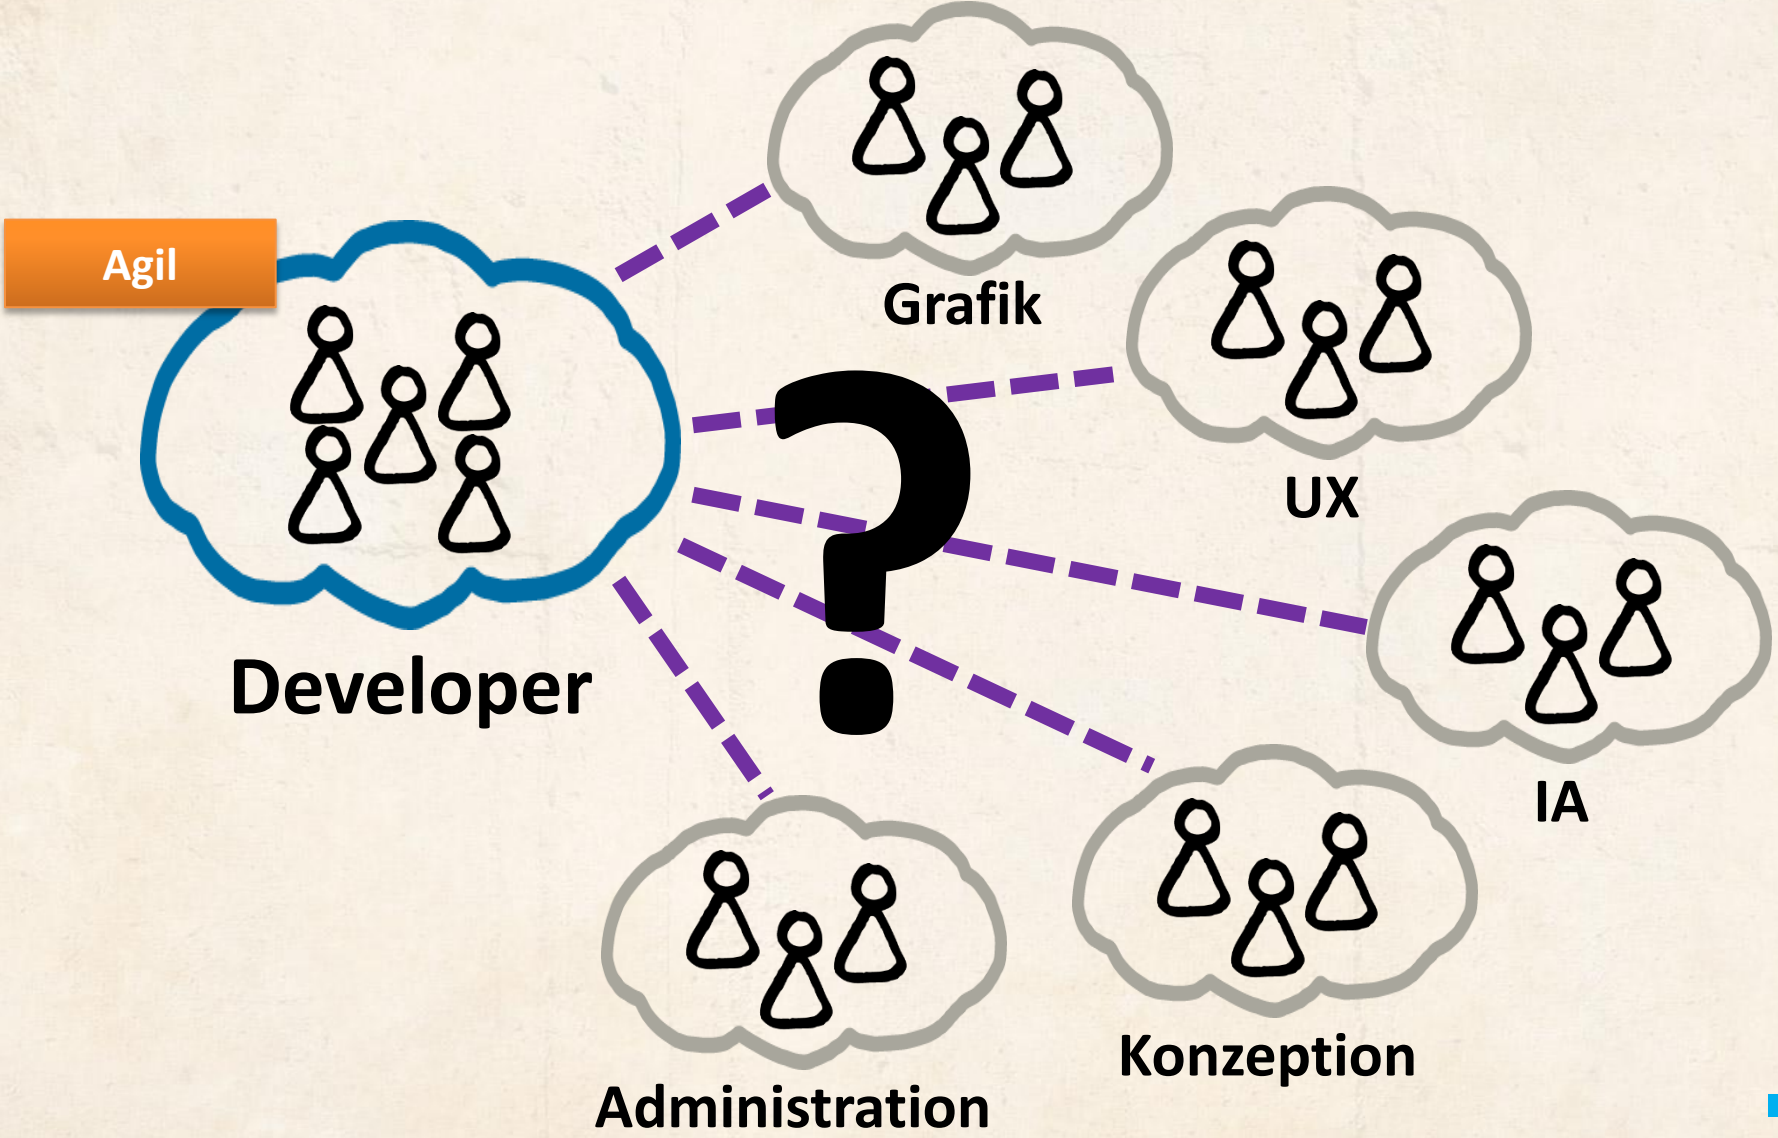 Agil
Developer
Grafik
?
UX
IA
Konzeption
Administration